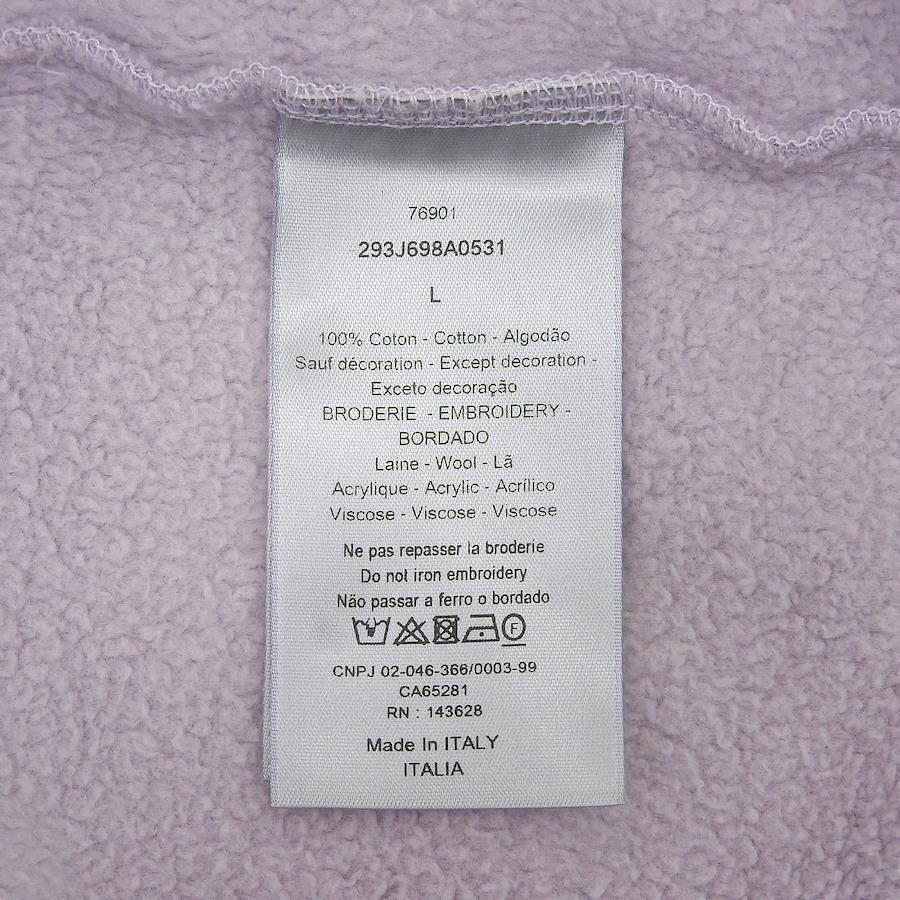 76901
293J698A0531
L
100% Coton - Cotton - Algodão
Sauf décoration - Except decoration -
Exceto decoração
BRODERIE - EMBROIDERY -
BORDADO
Laine - Wool - Lã
Acrylique - Acrylic - Acrílico
Viscose - Viscose - Viscose
Ne pas repasser la broderie
Do not iron embroidery
Não passar a ferro o bordado
F
CNPJ 02-046-366/0003-99
CA65281
RN : 143628
Made In ITALY
ITALIA